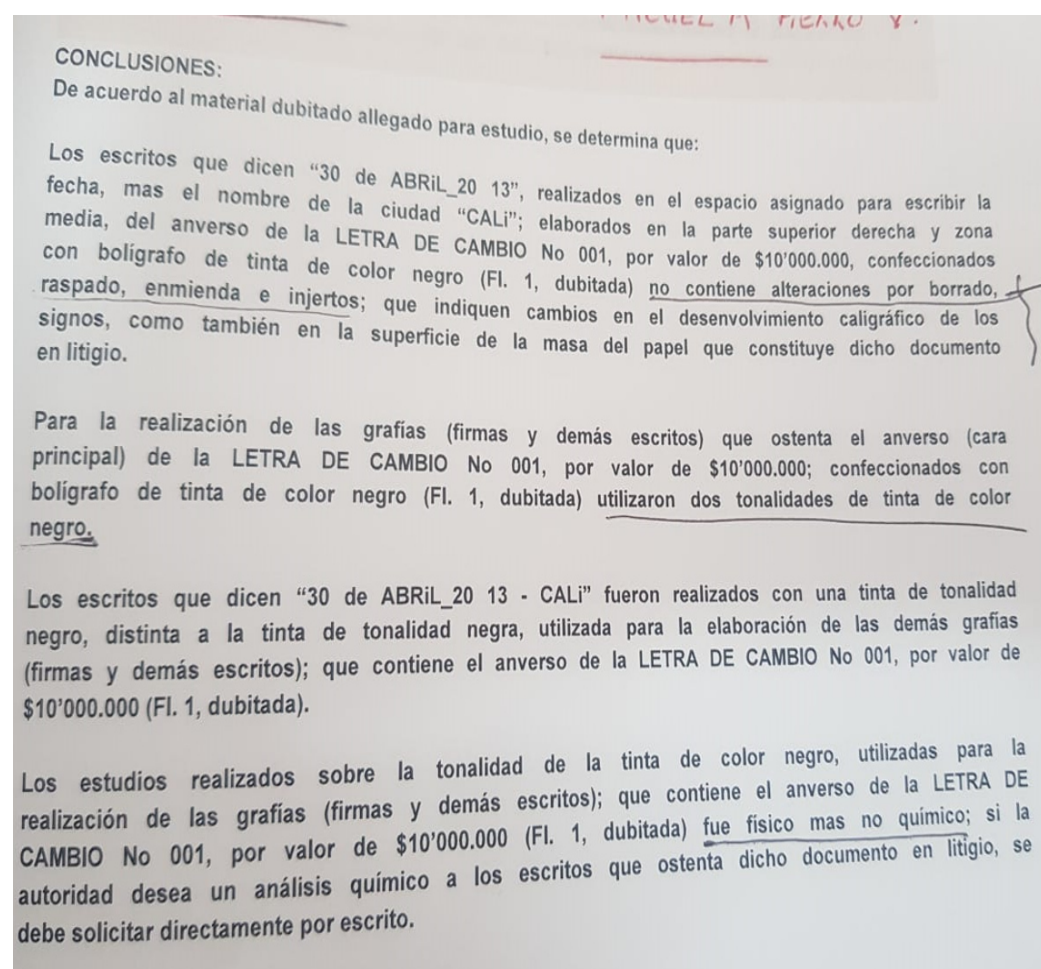 CONCLUSIONES:
De acuerdo al material dubitado allegado para estudio, se determina que:
Los escritos que dicen “30 de ABRiL_20 13”, realizados en el espacio asignado para escribir la
fecha, mas el nombre de la ciudad “CALi”; elaborados en la parte superior derecha y zona
media, del anverso de la LETRA DE CAMBIO No 001, por valor de $10’000.000, confeccionados
con bolígrafo de tinta de color negro (Fl. 1, dubitada) no contiene alteraciones por borrado,
raspado, enmienda e injertos; que indiquen cambios en el desenvolvimiento caligráfico de los
signos, como también en la superficie de la masa del papel que constituye dicho documento
en litigio.
Para la realización de las grafías (firmas y demás escritos) que ostenta el anverso (cara
principal) de la LETRA DE CAMBIO No 001, por valor de $10’000.000; confeccionados con
bolígrafo de tinta de color negro (Fl. 1, dubitada) utilizaron dos tonalidades de tinta de color
negro.
Los escritos que dicen “30 de ABRiL_20 13 - CALi” fueron realizados con una tinta de tonalidad
negro, distinta a la tinta de tonalidad negra, utilizada para la elaboración de las demás grafías
(firmas y demás escritos); que contiene el anverso de la LETRA DE CAMBIO No 001, por valor de
$10’000.000 (Fl. 1, dubitada).
Los estudios realizados sobre la tonalidad de la tinta de color negro, utilizadas para la
realización de las grafías (firmas y demás escritos); que contiene el anverso de la LETRA DE
CAMBIO No 001, por valor de $10’000.000 (Fl. 1, dubitada) fue físico mas no químico; si la
autoridad desea un análisis químico a los escritos que ostenta dicho documento en litigio, se
debe solicitar directamente por escrito.